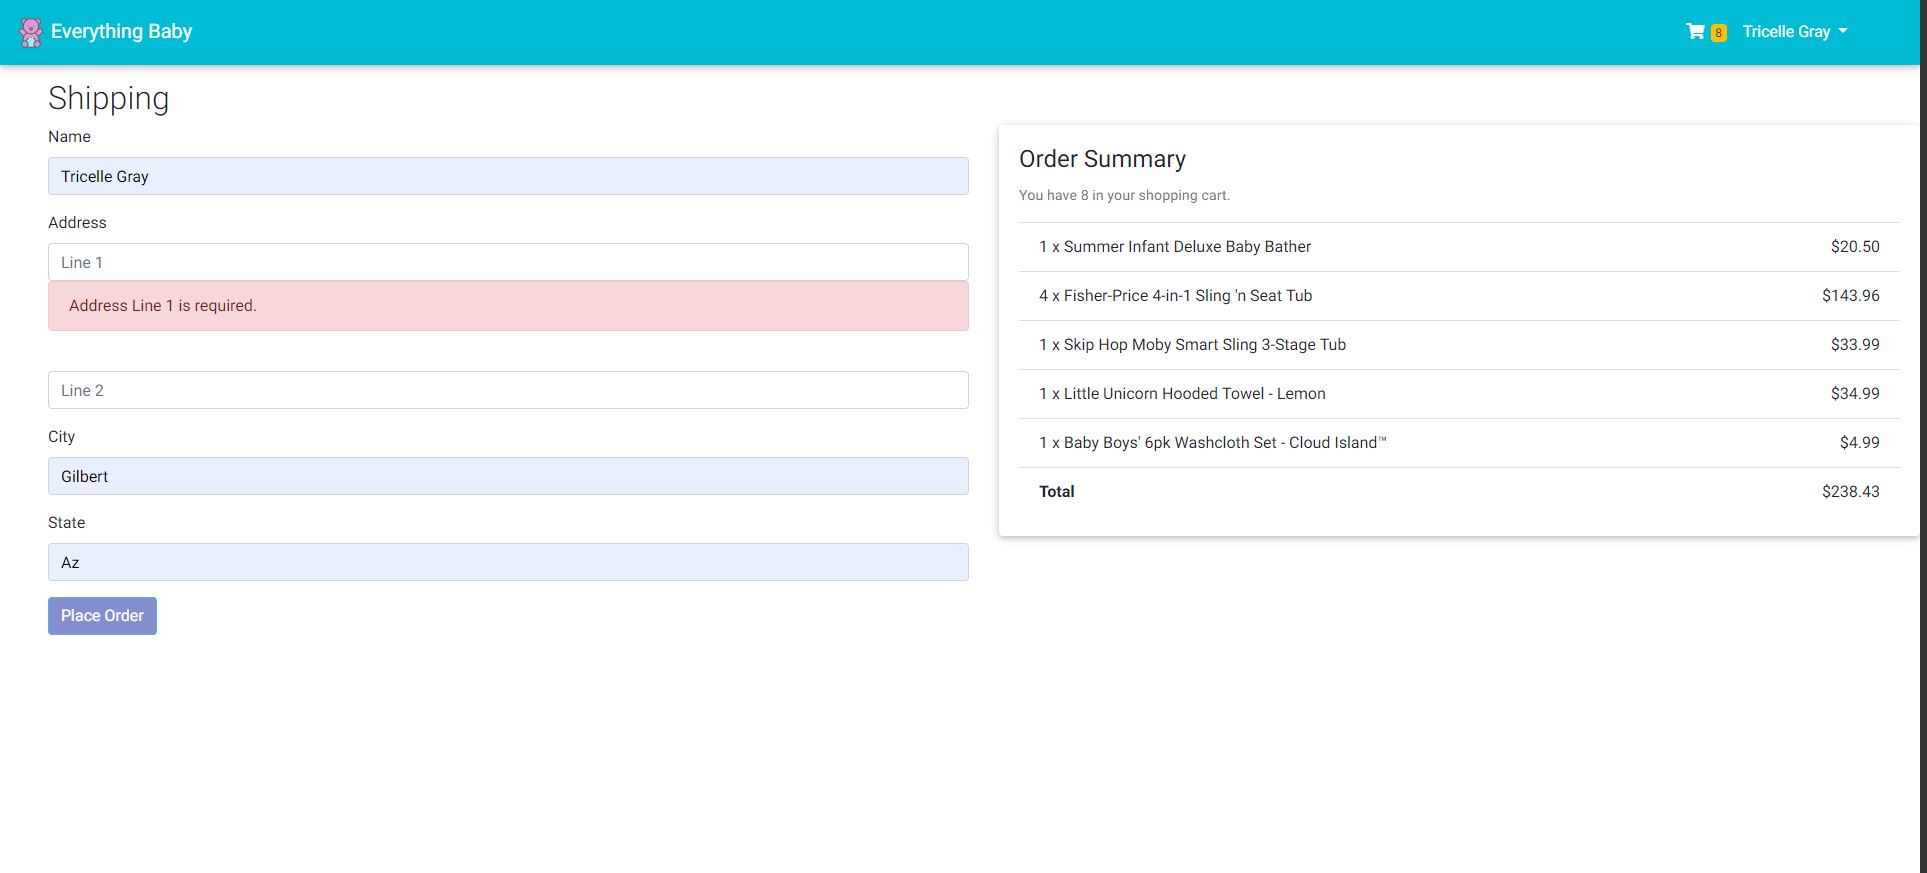 Everything Baby
8
Tricelle Gray
Shipping
Name
Tricelle Gray
Address
Line 1
Address Line 1 is required.
Line 2
City
Gilbert
State
Az
Place Order
Order Summary
You have 8 in your shopping cart.
1 x Summer Infant Deluxe Baby Bather $20.50
4 x Fisher-Price 4-in-1 Sling 'n Seat Tub $143.96
1 x Skip Hop Moby Smart Sling 3-Stage Tub $33.99
1 x Little Unicorn Hooded Towel - Lemon $34.99
1 x Baby Boys' 6pk Washcloth Set - Cloud Island™ $4.99
Total $238.43